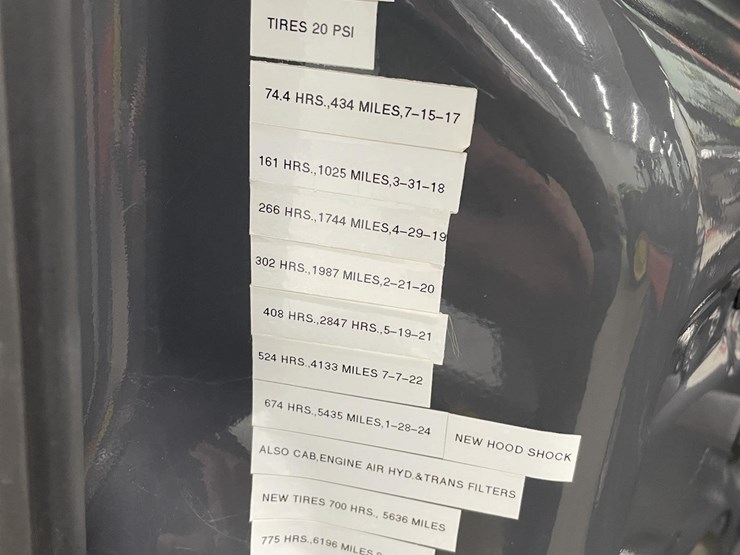 TIRES 20 PSI
74.4 HRS.,434 MILES,7-15-17
161 HRS.,1025 MILES,3-31-18
266 HRS.,1744 MILES,4-29-19
302 HRS.,1987 MILES,2-21-20
408 HRS.,2847 HRS.,5-19-21
524 HRS.,4133 MILES 7-7-22
674 HRS.,5435 MILES,1-28-24
NEW HOOD SHOCK
ALSO CAB,ENGINE AIR HYD.&TRANS FILTERS
NEW TIRES 700 HRS., 5636 MILES
775 HRS.,6196 MILES